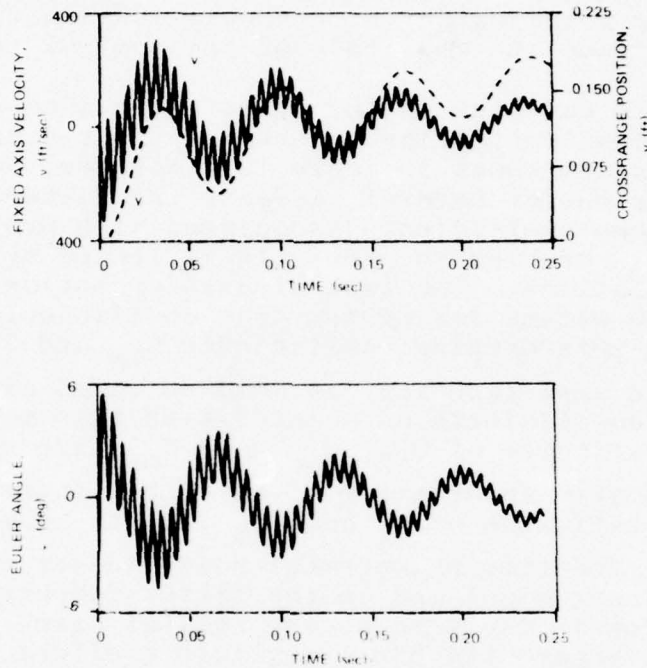 400
0
400
FIXED AXIS VELOCITY,
v (ft/sec)
v
v
0.225
0.150
0.075
0
CROSSRANGE POSITION,
y (ft)
0
0.05
0.10
0.15
0.20
0.25
TIME (sec)
6
0
-6
EULER ANGLE,
(deg)
0
0.05
0.10
0.15
0.20
0.25
TIME (sec)